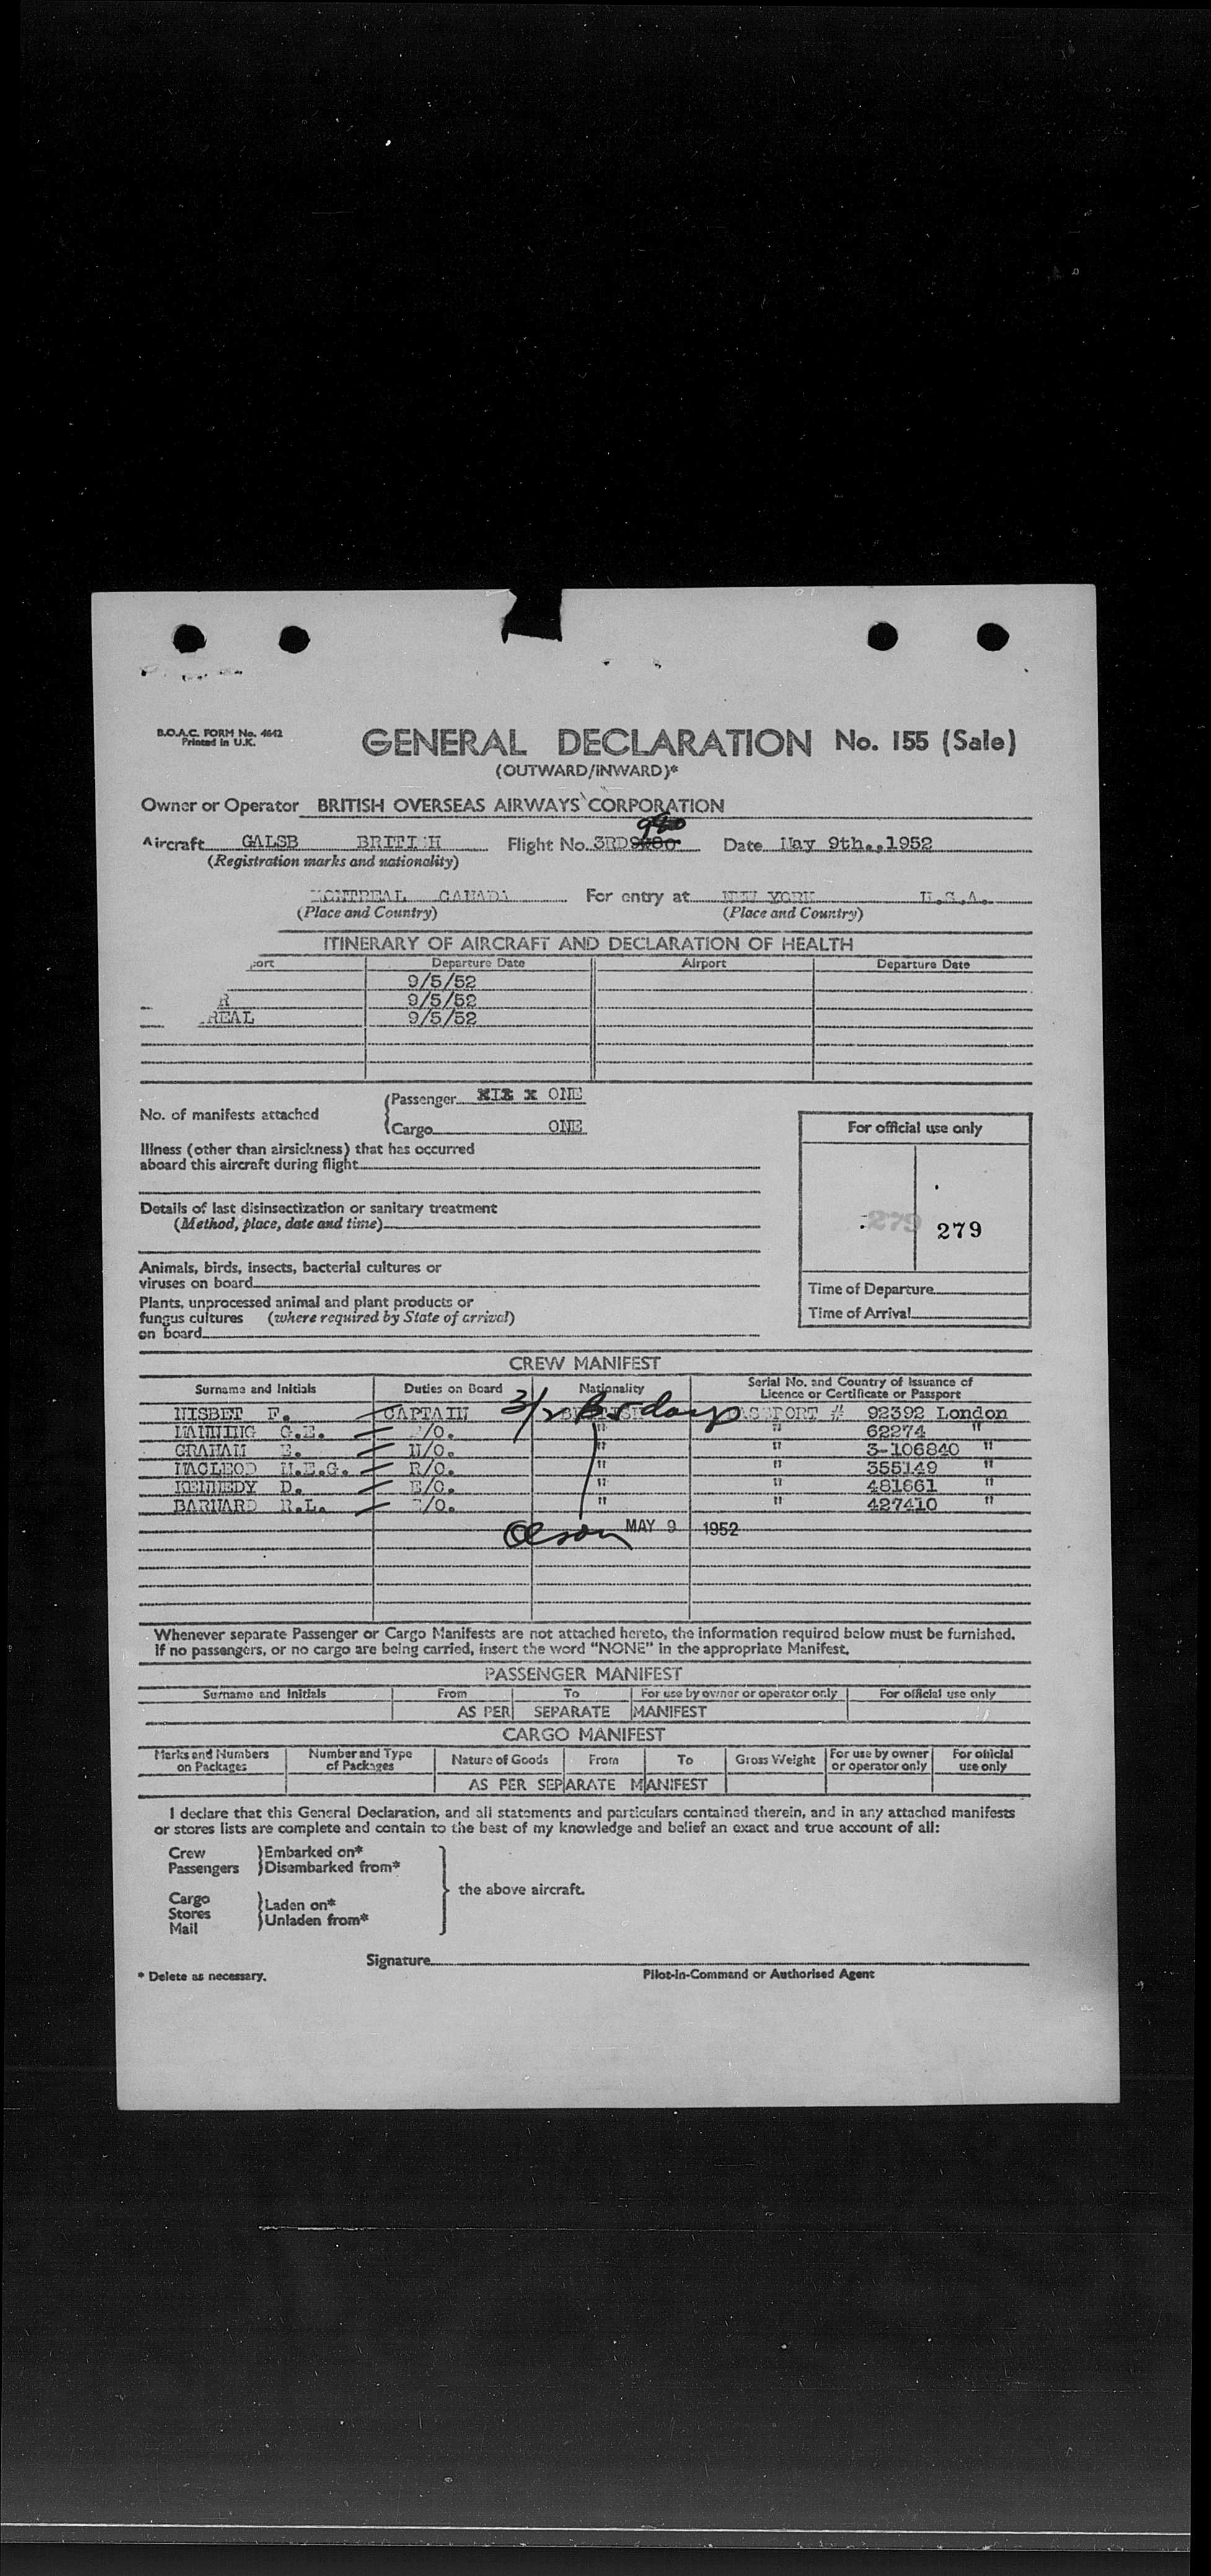 B.O.A.C. FORM No. 4642
Printed in U.K.
GENERAL DECLARATION No. 155 (Sale)
(OUTWARD/INWARD)*
Owner or Operator BRITISH OVERSEAS AIRWAYS CORPORATION
Aircraft GALSB BRITISH Flight No. 3RD 940 Date May 9th.,1952
(Registration marks and nationality)
MONTREAL CANADA For entry at NEW YORK U.S.A.
(Place and Country) (Place and Country)
ITINERARY OF AIRCRAFT AND DECLARATION OF HEALTH
port Departure Date Airport Departure Date
9/5/52
R 9/5/52
REAL 9/5/52
No. of manifests attached
Passenger ONE
Cargo ONE
For official use only
Illness (other than airsickness) that has occurred
aboard this aircraft during flight
Details of last disinsectization or sanitary treatment
(Method, place, date and time)
279 279
Animals, birds, insects, bacterial cultures or
viruses on board
Time of Departure
Plants, unprocessed animal and plant products or
fungus cultures (where required by State of arrival)
on board
Time of Arrival
CREW MANIFEST
Surname and Initials Duties on Board Nationality Serial No. and Country of Issuance of
Licence or Certificate or Passport
NISBET F. CAPTAIN BRITISH PASSPORT # 92392 London
MANNING G.E. F/O. " " 62274 "
GRAHAM E. N/O. " " 3-106840 "
MACLEOD M.E.G. R/O. " " 355149 "
KENNEDY D. E/O. " " 481661 "
BARNARD R.L. E/O. " " 427410 "
Olson MAY 9 1952
Whenever separate Passenger or Cargo Manifests are not attached hereto, the information required below must be furnished.
If no passengers, or no cargo are being carried, insert the word "NONE" in the appropriate Manifest.
PASSENGER MANIFEST
Surname and Initials From To For use by owner or operator only For official use only
AS PER SEPARATE MANIFEST
CARGO MANIFEST
Marks and Numbers on Packages Number and Type of Packages Nature of Goods From To Gross Weight For use by owner or operator only For official use only
AS PER SEPARATE MANIFEST
I declare that this General Declaration, and all statements and particulars contained therein, and in any attached manifests
or stores lists are complete and contain to the best of my knowledge and belief an exact and true account of all:
Crew Embarked on*
Passengers Disembarked from*
the above aircraft.
Cargo
Stores Laden on*
Mail Unladen from*
Signature
* Delete as necessary. Pilot-in-Command or Authorised Agent